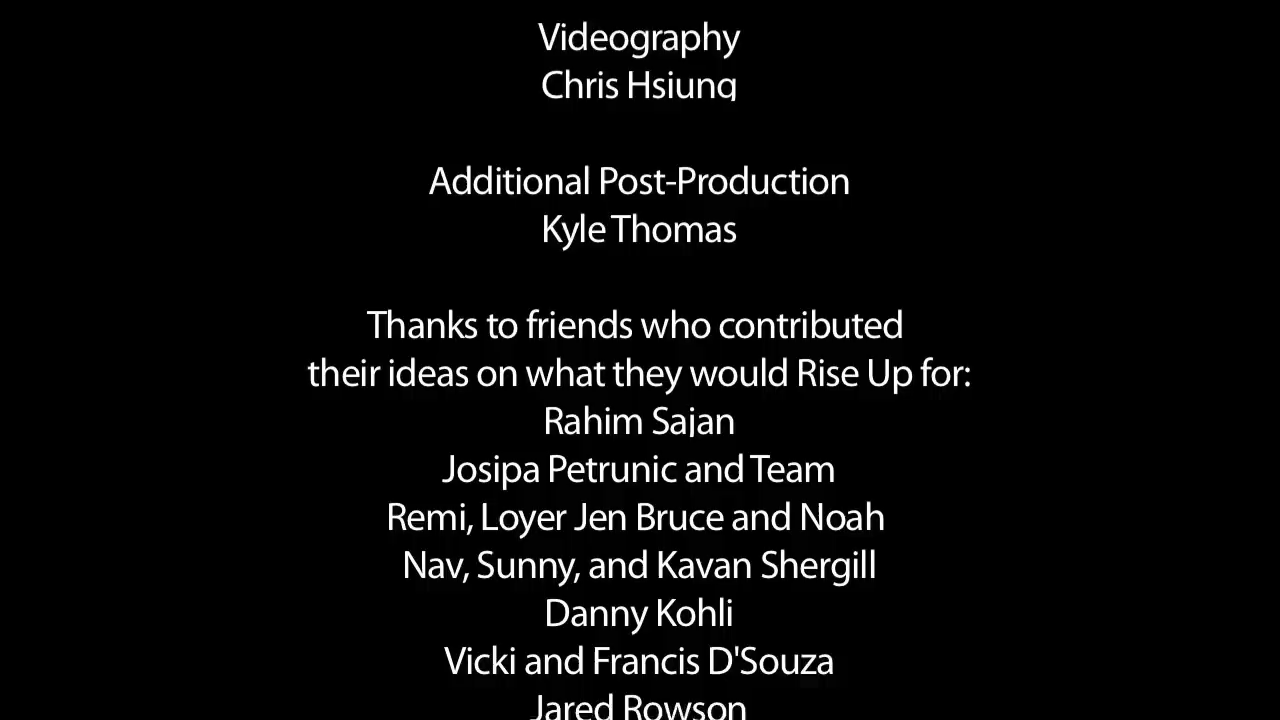 Videography
Chris Hsiung
Additional Post-Production
Kyle Thomas
Thanks to friends who contributed
their ideas on what they would Rise Up for:
Rahim Sajan
Josipa Petrunic and Team
Remi, Loyer Jen Bruce and Noah
Nav, Sunny, and Kavan Shergill
Danny Kohli
Vicki and Francis D'Souza
Jared Rowson